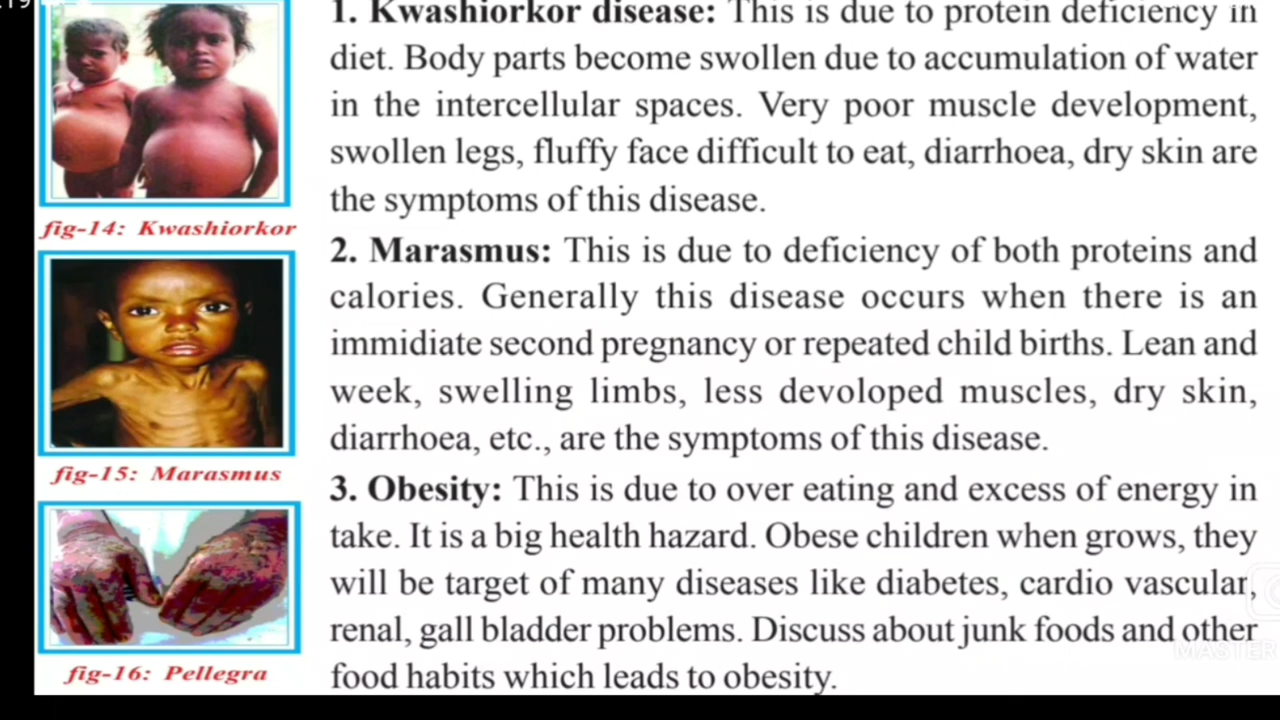 :19
1. Kwashiorkor disease: This is due to protein deficiency in
diet. Body parts become swollen due to accumulation of water
in the intercellular spaces. Very poor muscle development,
swollen legs, fluffy face difficult to eat, diarrhoea, dry skin are
the symptoms of this disease.
fig-14: Kwashiorkor
2. Marasmus: This is due to deficiency of both proteins and
calories. Generally this disease occurs when there is an
immidiate second pregnancy or repeated child births. Lean and
week, swelling limbs, less devoloped muscles, dry skin,
diarrhoea, etc., are the symptoms of this disease.
fig-15: Marasmus
3. Obesity: This is due to over eating and excess of energy in
take. It is a big health hazard. Obese children when grows, they
will be target of many diseases like diabetes, cardio vascular,
renal, gall bladder problems. Discuss about junk foods and other
food habits which leads to obesity.
fig-16: Pellegra
MASTER